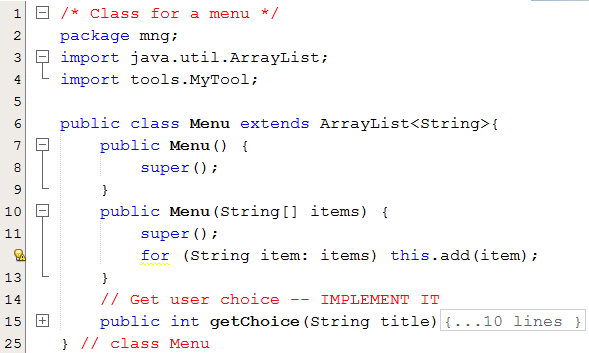 1 /* Class for a menu */
2 package mng;
3 import java.util.ArrayList;
4 import tools.MyTool;
5
6 public class Menu extends ArrayList<String>{
7 public Menu() {
8 super();
9 }
10 public Menu(String[] items) {
11 super();
for (String item: items) this.add(item);
13 }
14 // Get user choice -- IMPLEMENT IT
15 public int getChoice(String title){...10 lines }
25 } // class Menu